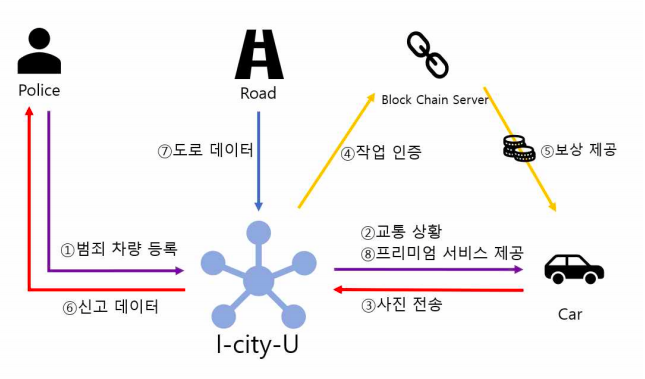 Police
Road
Block Chain Server
⑦도로 데이터
④작업 인증
⑤보상 제공
①범죄 차량 등록
②교통 상황
⑧프리미엄 서비스 제공
⑥신고 데이터
③사진 전송
Car
I-city-U